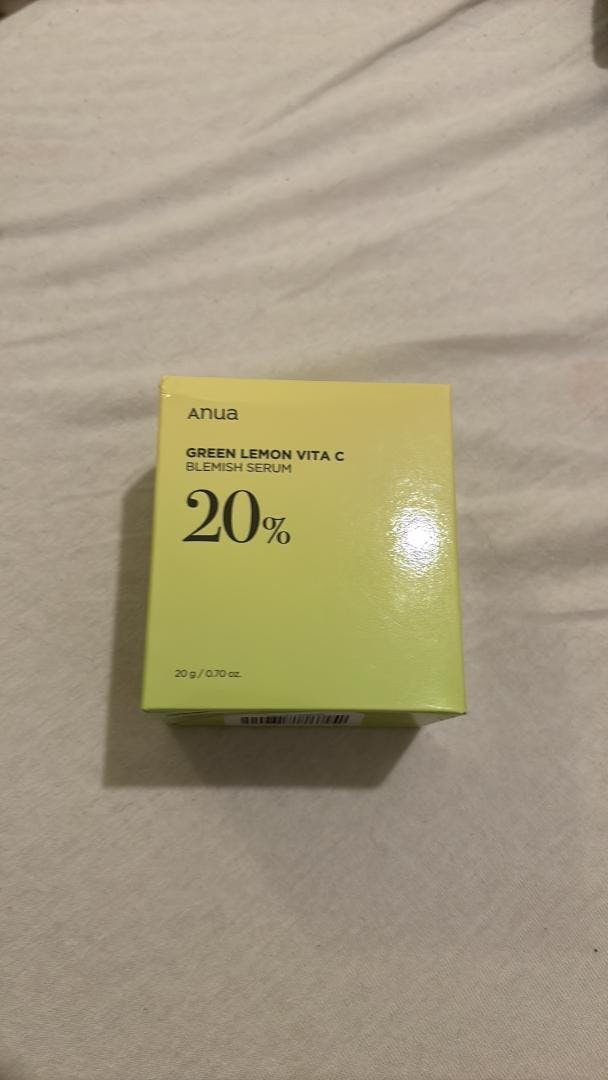 Anua
GREEN LEMON VITA C
BLEMISH SERUM
20%
20 g / 0.70 oz.